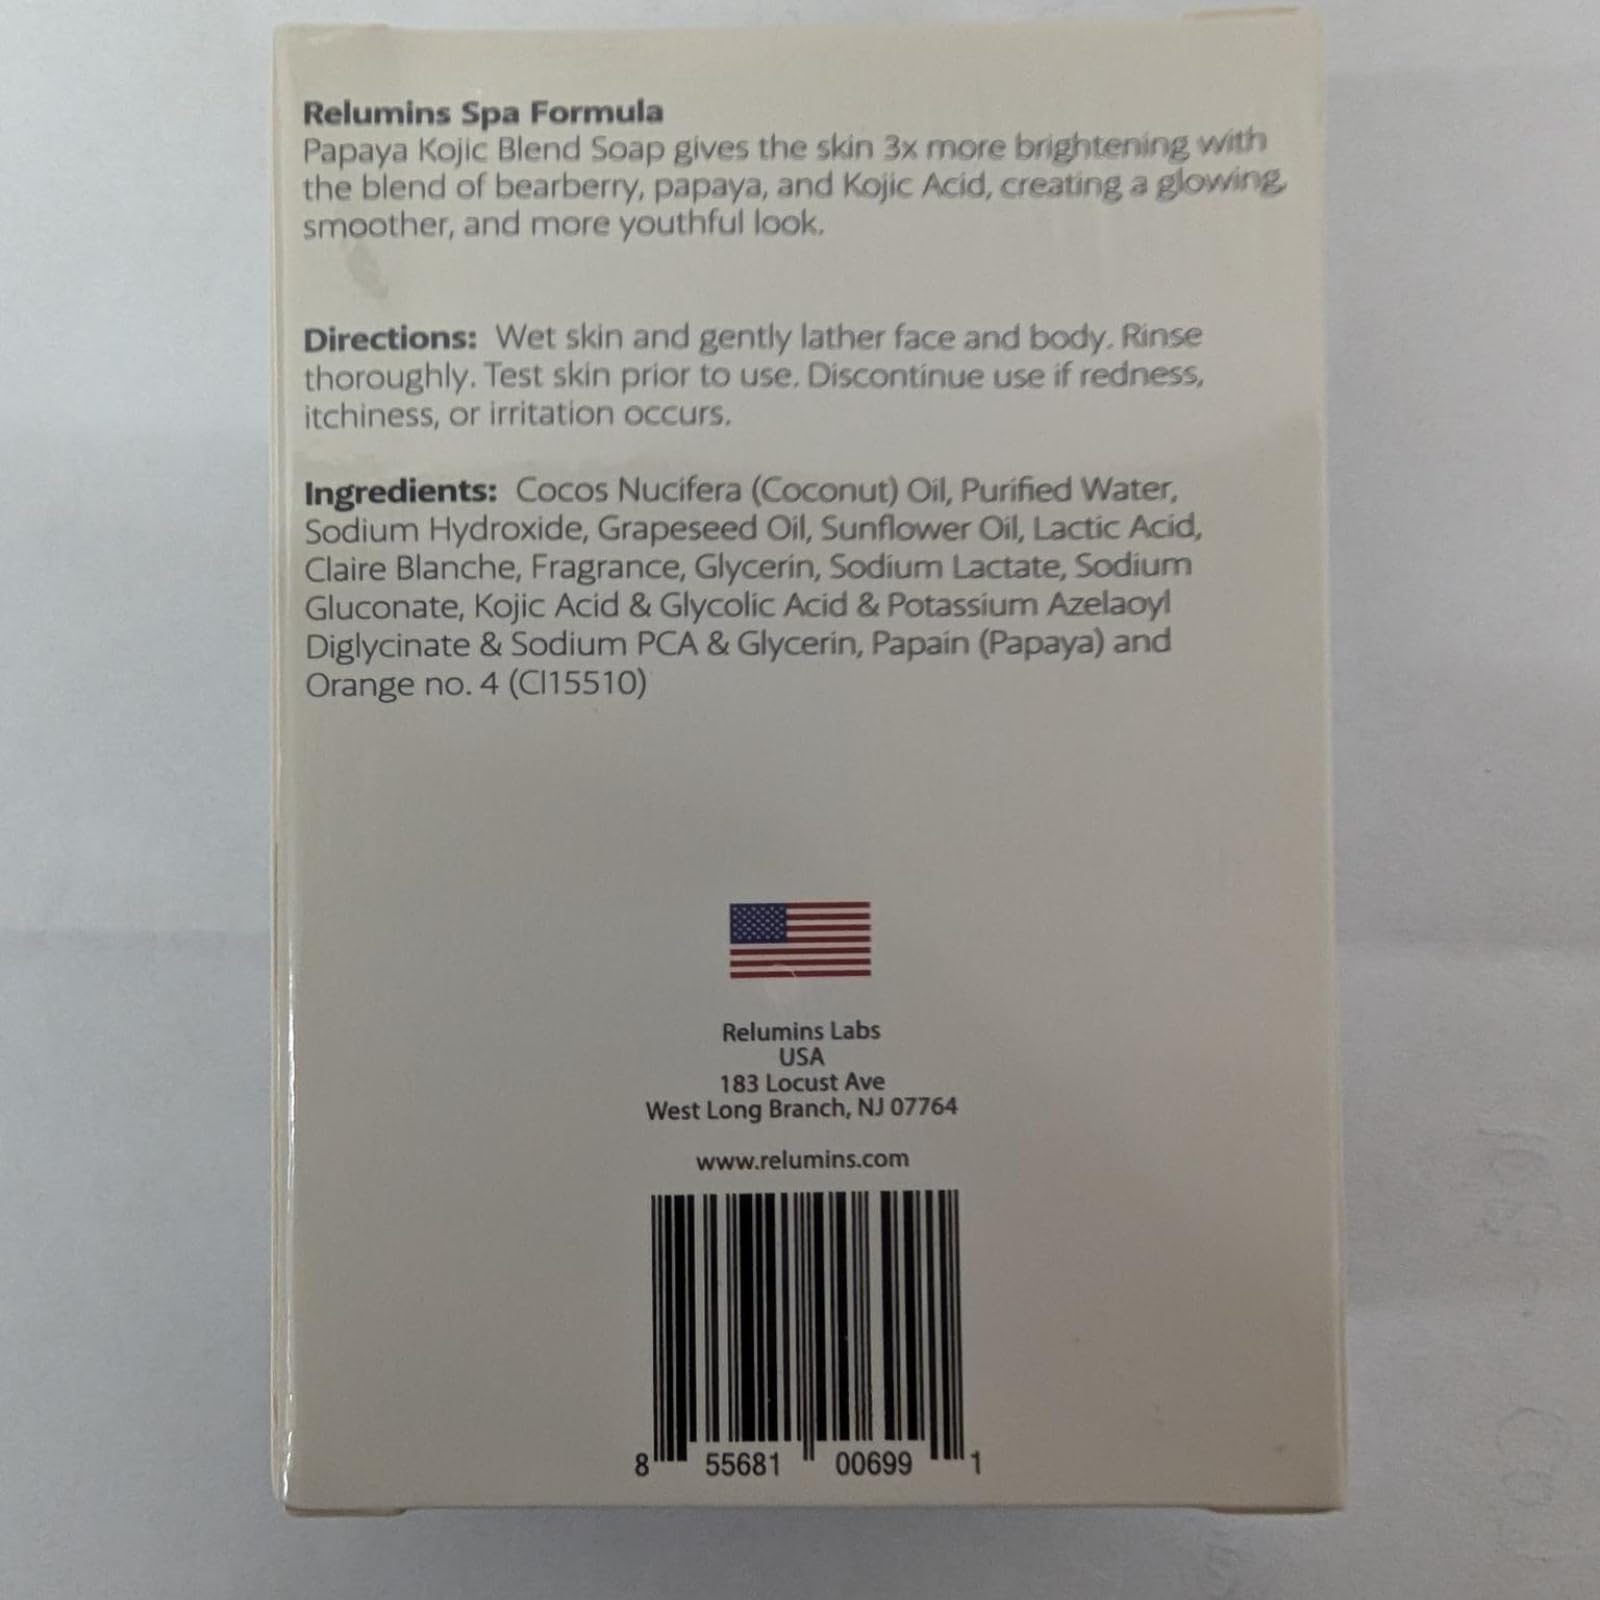 Relumins Spa Formula
Papaya Kojic Blend Soap gives the skin 3x more brightening with
the blend of bearberry, papaya, and Kojic Acid, creating a glowing,
smoother, and more youthful look.
Directions: Wet skin and gently lather face and body. Rinse
thoroughly. Test skin prior to use. Discontinue use if redness,
itchiness, or irritation occurs.
Ingredients: Cocos Nucifera (Coconut) Oil, Purified Water,
Sodium Hydroxide, Grapeseed Oil, Sunflower Oil, Lactic Acid,
Claire Blanche, Fragrance, Glycerin, Sodium Lactate, Sodium
Gluconate, Kojic Acid & Glycolic Acid & Potassium Azelaoyl
Diglycinate & Sodium PCA & Glycerin, Papain (Papaya) and
Orange no. 4 (CI15510)
Relumins Labs
USA
183 Locust Ave
West Long Branch, NJ 07764
www.relumins.com
8 55681 00699 1